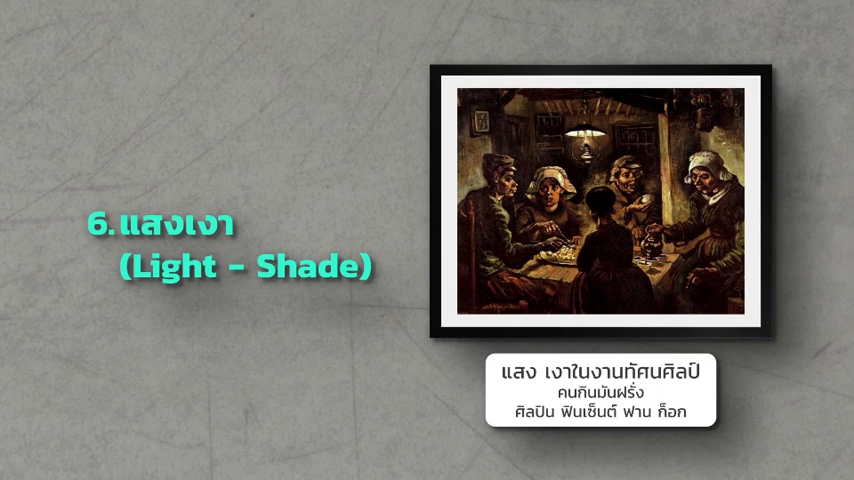 6. แสงเงา
(Light - Shade)
แสง เงาในงานทัศนศิลป์
คนกินมันฝรั่ง
ศิลปิน ฟินเซ็นต์ ฟาน ก็อก